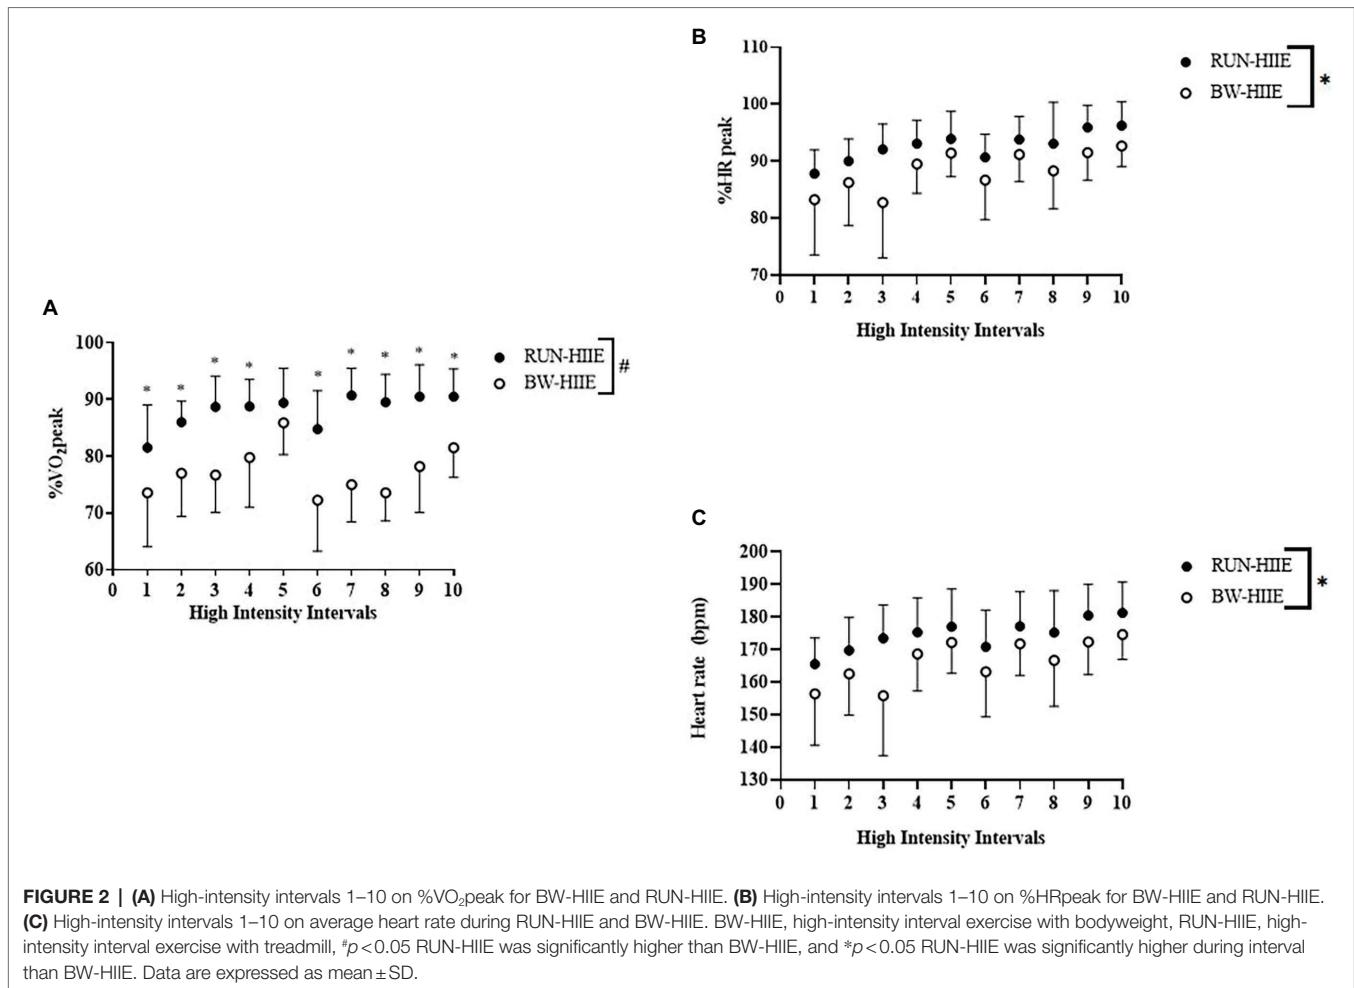 A
100
90
80
70
60
%VO₂peak
* * * * * * * * *
RUN-HIIE
BW-HIIE
#
0 1 2 3 4 5 6 7 8 9 10
High Intensity Intervals
B
110
100
90
80
70
%HR peak
RUN-HIIE
BW-HIIE
*
0 1 2 3 4 5 6 7 8 9 10
High Intensity Intervals
C
200
190
180
170
160
150
140
130
Heart rate (bpm)
RUN-HIIE
BW-HIIE
*
0 1 2 3 4 5 6 7 8 9 10
High Intensity Intervals
FIGURE 2 | (A) High-intensity intervals 1–10 on %VO₂peak for BW-HIIE and RUN-HIIE. (B) High-intensity intervals 1–10 on %HRpeak for BW-HIIE and RUN-HIIE.
(C) High-intensity intervals 1–10 on average heart rate during RUN-HIIE and BW-HIIE. BW-HIIE, high-intensity interval exercise with bodyweight, RUN-HIIE, high-
intensity interval exercise with treadmill, #p<0.05 RUN-HIIE was significantly higher than BW-HIIE, and *p<0.05 RUN-HIIE was significantly higher during interval
than BW-HIIE. Data are expressed as mean±SD.